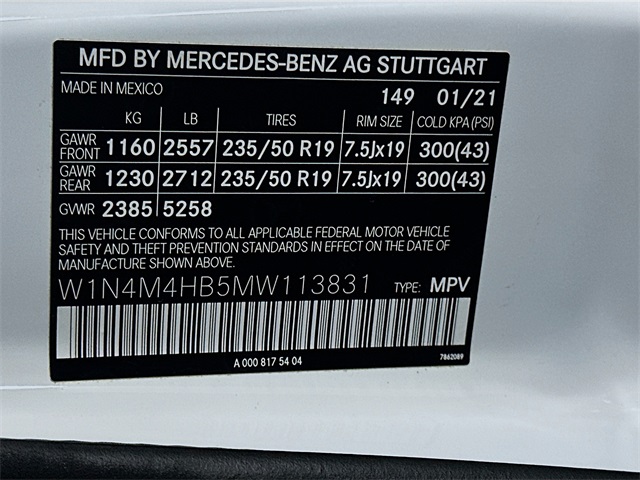 MFD BY MERCEDES-BENZ AG STUTTGART
MADE IN MEXICO 149 01/21
KG LB TIRES RIM SIZE COLD KPA (PSI)
GAWR FRONT 1160 2557 235/50 R19 7.5Jx19 300(43)
GAWR REAR 1230 2712 235/50 R19 7.5Jx19 300(43)
GVWR 2385 5258
THIS VEHICLE CONFORMS TO ALL APPLICABLE FEDERAL MOTOR VEHICLE
SAFETY AND THEFT PREVENTION STANDARDS IN EFFECT ON THE DATE OF
MANUFACTURE SHOWN ABOVE.
W1N4M4HB5MW113831 TYPE: MPV
A 000 817 54 04 7862089